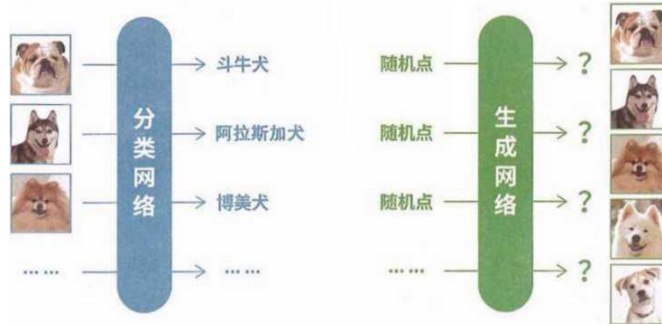 分类网络
斗牛犬
阿拉斯加犬
博美犬
…… ……
生成网络
随机点 ?
随机点 ?
随机点 ?
…… ?